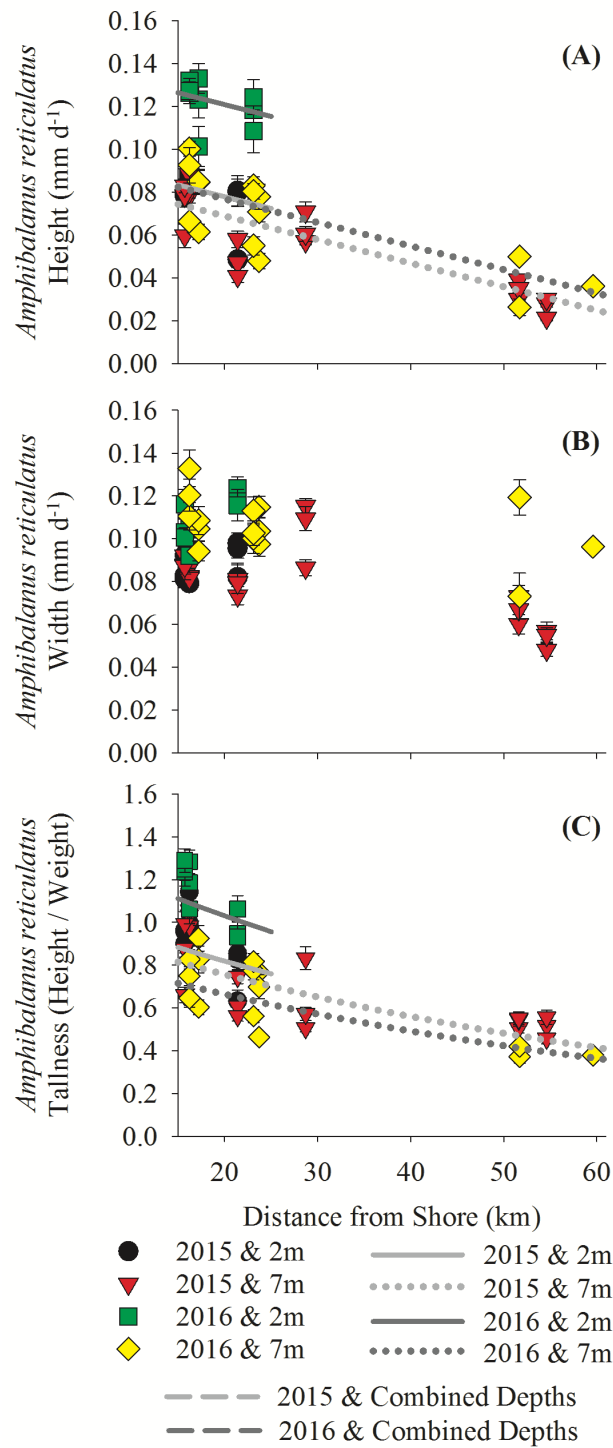 (A)
Amphibalanus reticulatus
Height (mm d-1)
0.16
0.14
0.12
0.10
0.08
0.06
0.04
0.02
0.00
(B)
Amphibalanus reticulatus
Width (mm d-1)
0.16
0.14
0.12
0.10
0.08
0.06
0.04
0.02
0.00
(C)
Amphibalanus reticulatus
Tallness (Height / Weight)
1.6
1.4
1.2
1.0
0.8
0.6
0.4
0.2
0.0
20 30 40 50 60
Distance from Shore (km)
2015 & 2m
2015 & 7m
2016 & 2m
2016 & 7m
2015 & 2m
2015 & 7m
2016 & 2m
2016 & 7m
2015 & Combined Depths
2016 & Combined Depths